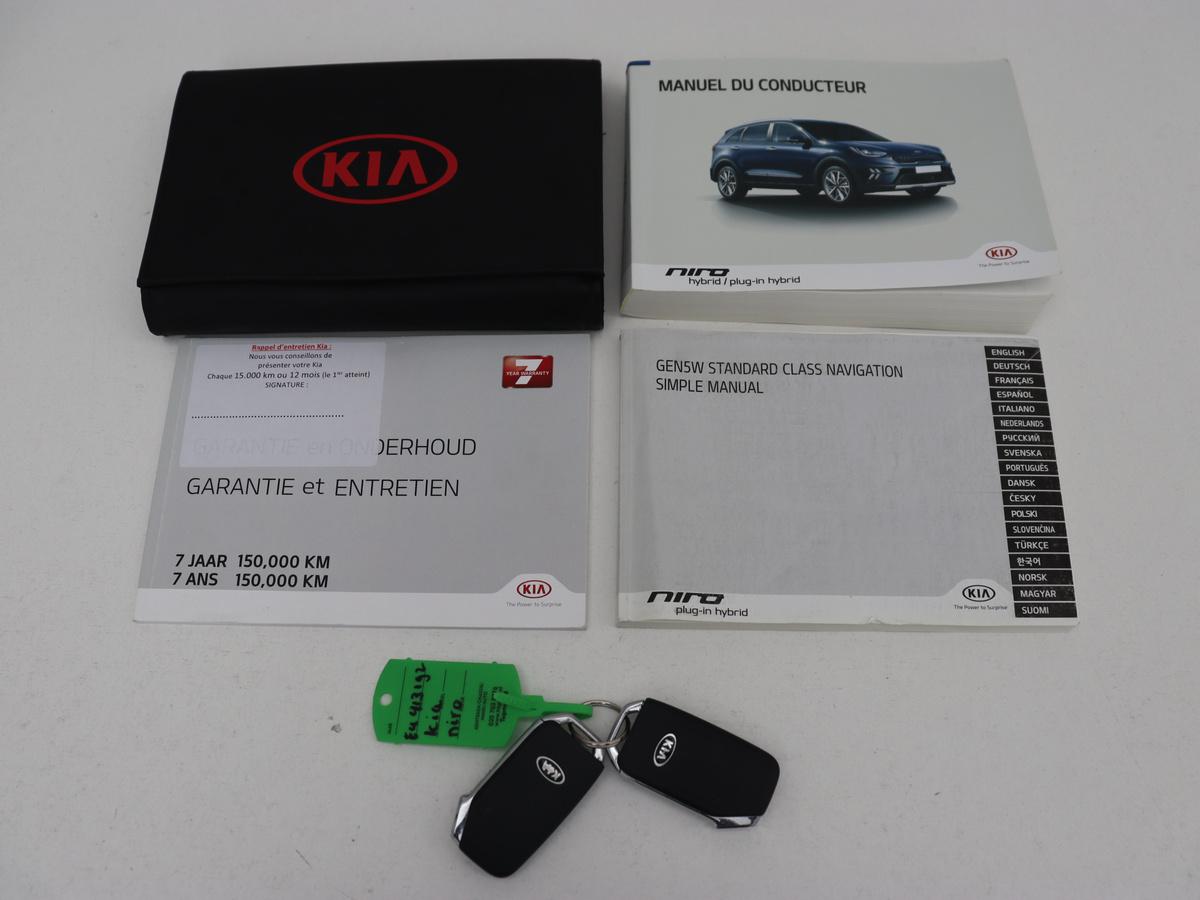 KIA
MANUEL DU CONDUCTEUR
KIA
The Power to Surprise
niro
hybrid / plug-in hybrid
Rappel d'entretien Kia :
Nous vous conseillons de
présenter votre Kia
Chaque 15.000 km ou 12 mois (le 1er atteint)
SIGNATURE :
7
YEAR WARRANTY
GARANTIE en ONDERHOUD
GARANTIE et ENTRETIEN
7 JAAR 150,000 KM
7 ANS 150,000 KM
KIA
The Power to Surprise
GEN5W STANDARD CLASS NAVIGATION
SIMPLE MANUAL
ENGLISH
DEUTSCH
FRANÇAIS
ESPAÑOL
ITALIANO
NEDERLANDS
РУССКИЙ
SVENSKA
PORTUGUÊS
DANSK
ČESKY
POLSKI
SLOVENČINA
TÜRKÇE
한국어
NORSK
MAGYAR
SUOMI
niro
plug-in hybrid
KIA
The Power to Surprise
Kia
niro
KIA
KIA